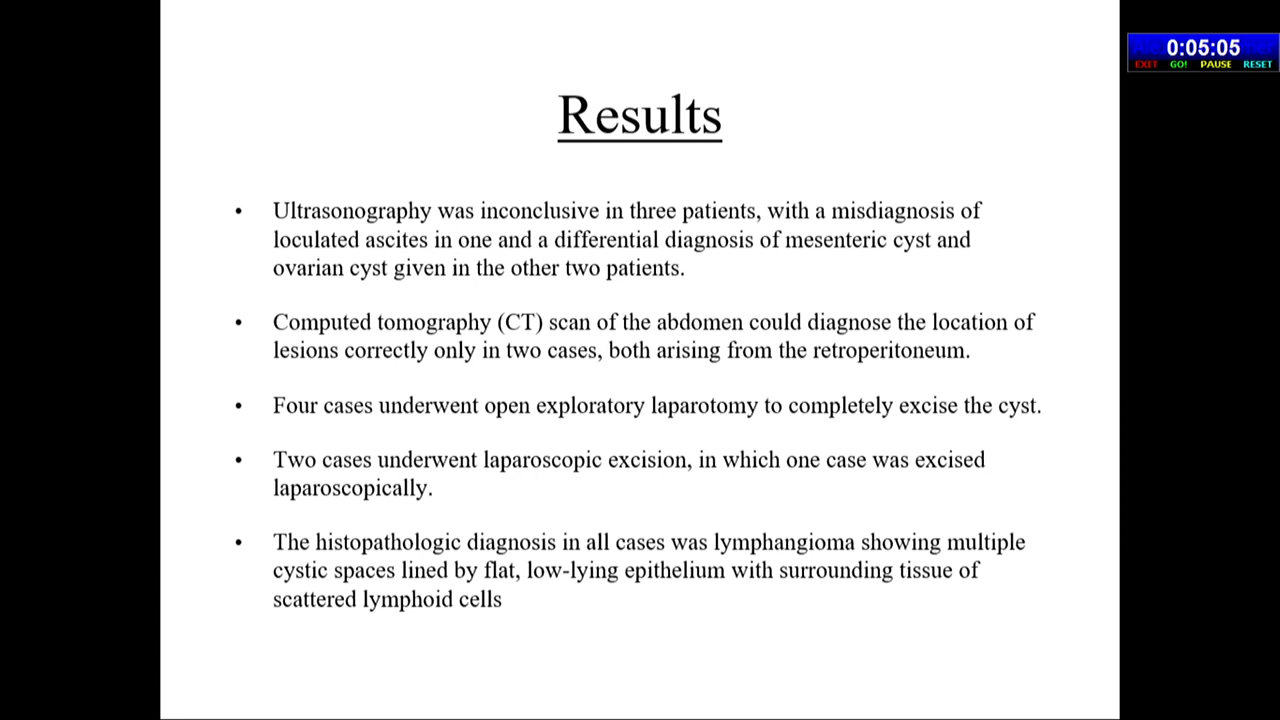 0:05:05
EXIT GO! PAUSE RESET
Results
• Ultrasonography was inconclusive in three patients, with a misdiagnosis of
loculated ascites in one and a differential diagnosis of mesenteric cyst and
ovarian cyst given in the other two patients.
• Computed tomography (CT) scan of the abdomen could diagnose the location of
lesions correctly only in two cases, both arising from the retroperitoneum.
• Four cases underwent open exploratory laparotomy to completely excise the cyst.
• Two cases underwent laparoscopic excision, in which one case was excised
laparoscopically.
• The histopathologic diagnosis in all cases was lymphangioma showing multiple
cystic spaces lined by flat, low-lying epithelium with surrounding tissue of
scattered lymphoid cells